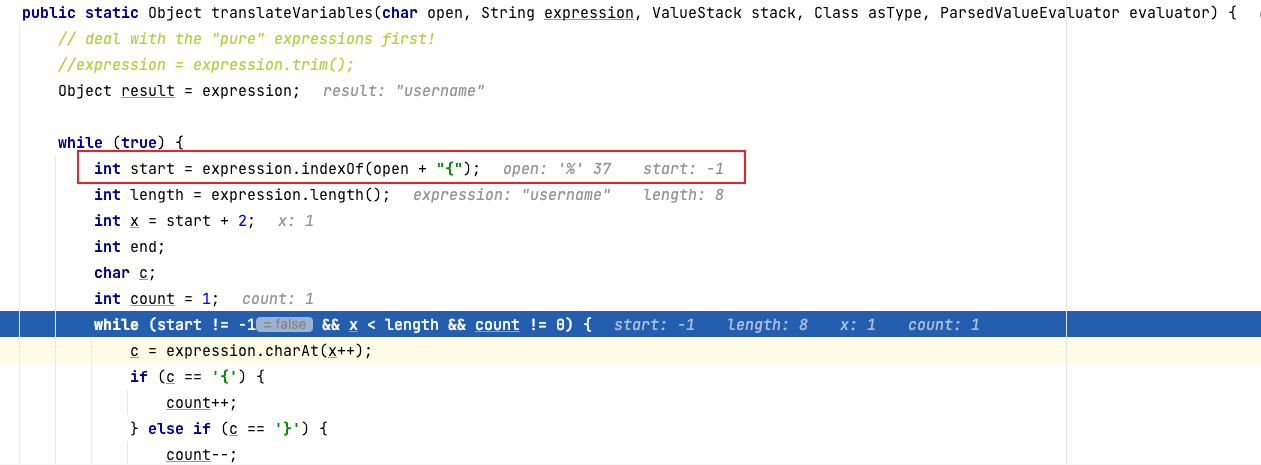 public static Object translateVariables(char open, String expression, ValueStack stack, Class asType, ParsedValueEvaluator evaluator) {
// deal with the "pure" expressions first!
//expression = expression.trim();
Object result = expression; result: "username"
while (true) {
int start = expression.indexOf(open + "{"); open: '%' 37 start: -1
int length = expression.length(); expression: "username" length: 8
int x = start + 2; x: 1
int end;
char c;
int count = 1; count: 1
while (start != -1 = false && x < length && count != 0) { start: -1 length: 8 x: 1 count: 1
c = expression.charAt(x++);
if (c == '{') {
count++;
} else if (c == '}') {
count--;